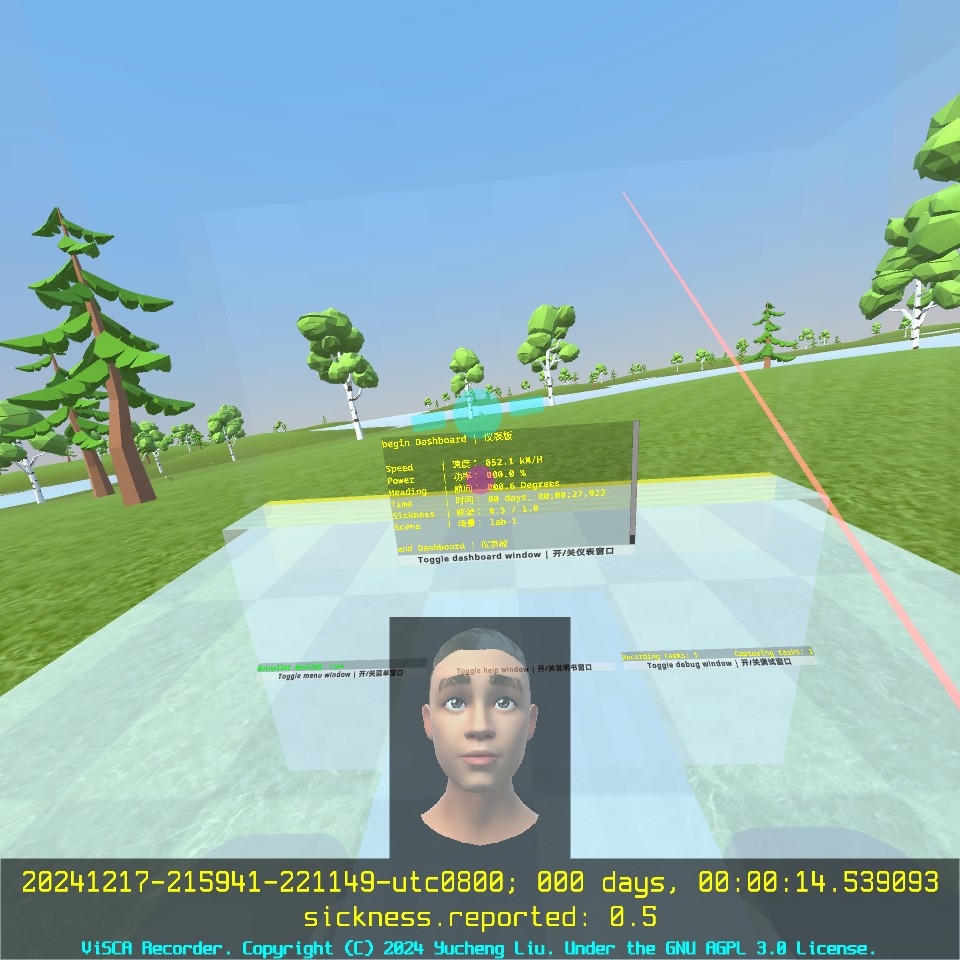 begin Dashboard | 仪表板
Speed | 速度: 052.1 kM/H
Power | 功率: 000.0 %
Heading | 航向: 000.6 Degrees
Time | 时间: 00 days, 00:00:27.922
Sickness | 0.5 / 1.0
Scene | 场景: lab-1
end Dashboard | 仪表板
Toggle dashboard window | 开/关仪表窗口
Toggle menu window | 开/关菜单窗口
Toggle help window | 开/关说明书窗口
Recording tasks: 1 Capturing tasks: 1
Toggle debug window | 开/关调试窗口
20241217-215941-221149-utc0800; 000 days, 00:00:14.539093
sickness.reported: 0.5
ViSCA Recorder. Copyright (C) 2024 Yucheng Liu. Under the GNU AGPL 3.0 License.